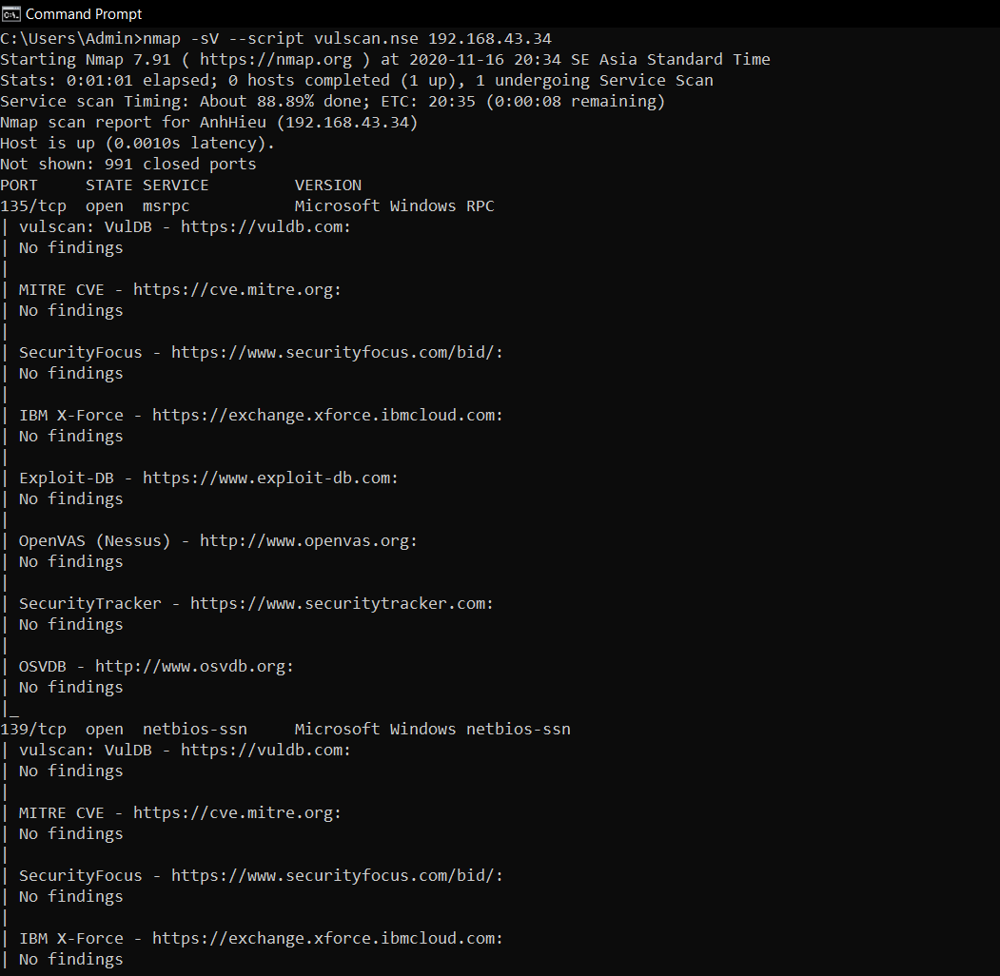 Command Prompt
C:\Users\Admin>nmap -sV --script vulscan.nse 192.168.43.34
Starting Nmap 7.91 ( https://nmap.org ) at 2020-11-16 20:34 SE Asia Standard Time
Stats: 0:01:01 elapsed; 0 hosts completed (1 up), 1 undergoing Service Scan
Service scan Timing: About 88.89% done; ETC: 20:35 (0:00:08 remaining)
Nmap scan report for AnhHieu (192.168.43.34)
Host is up (0.0010s latency).
Not shown: 991 closed ports
PORT     STATE SERVICE         VERSION
135/tcp  open  msrpc           Microsoft Windows RPC
| vulscan: VulDB - https://vuldb.com:
| No findings
|
| MITRE CVE - https://cve.mitre.org:
| No findings
|
| SecurityFocus - https://www.securityfocus.com/bid/:
| No findings
|
| IBM X-Force - https://exchange.xforce.ibmcloud.com:
| No findings
|
| Exploit-DB - https://www.exploit-db.com:
| No findings
|
| OpenVAS (Nessus) - http://www.openvas.org:
| No findings
|
| SecurityTracker - https://www.securitytracker.com:
| No findings
|
| OSVDB - http://www.osvdb.org:
| No findings
|_
139/tcp  open  netbios-ssn     Microsoft Windows netbios-ssn
| vulscan: VulDB - https://vuldb.com:
| No findings
|
| MITRE CVE - https://cve.mitre.org:
| No findings
|
| SecurityFocus - https://www.securityfocus.com/bid/:
| No findings
|
| IBM X-Force - https://exchange.xforce.ibmcloud.com:
| No findings